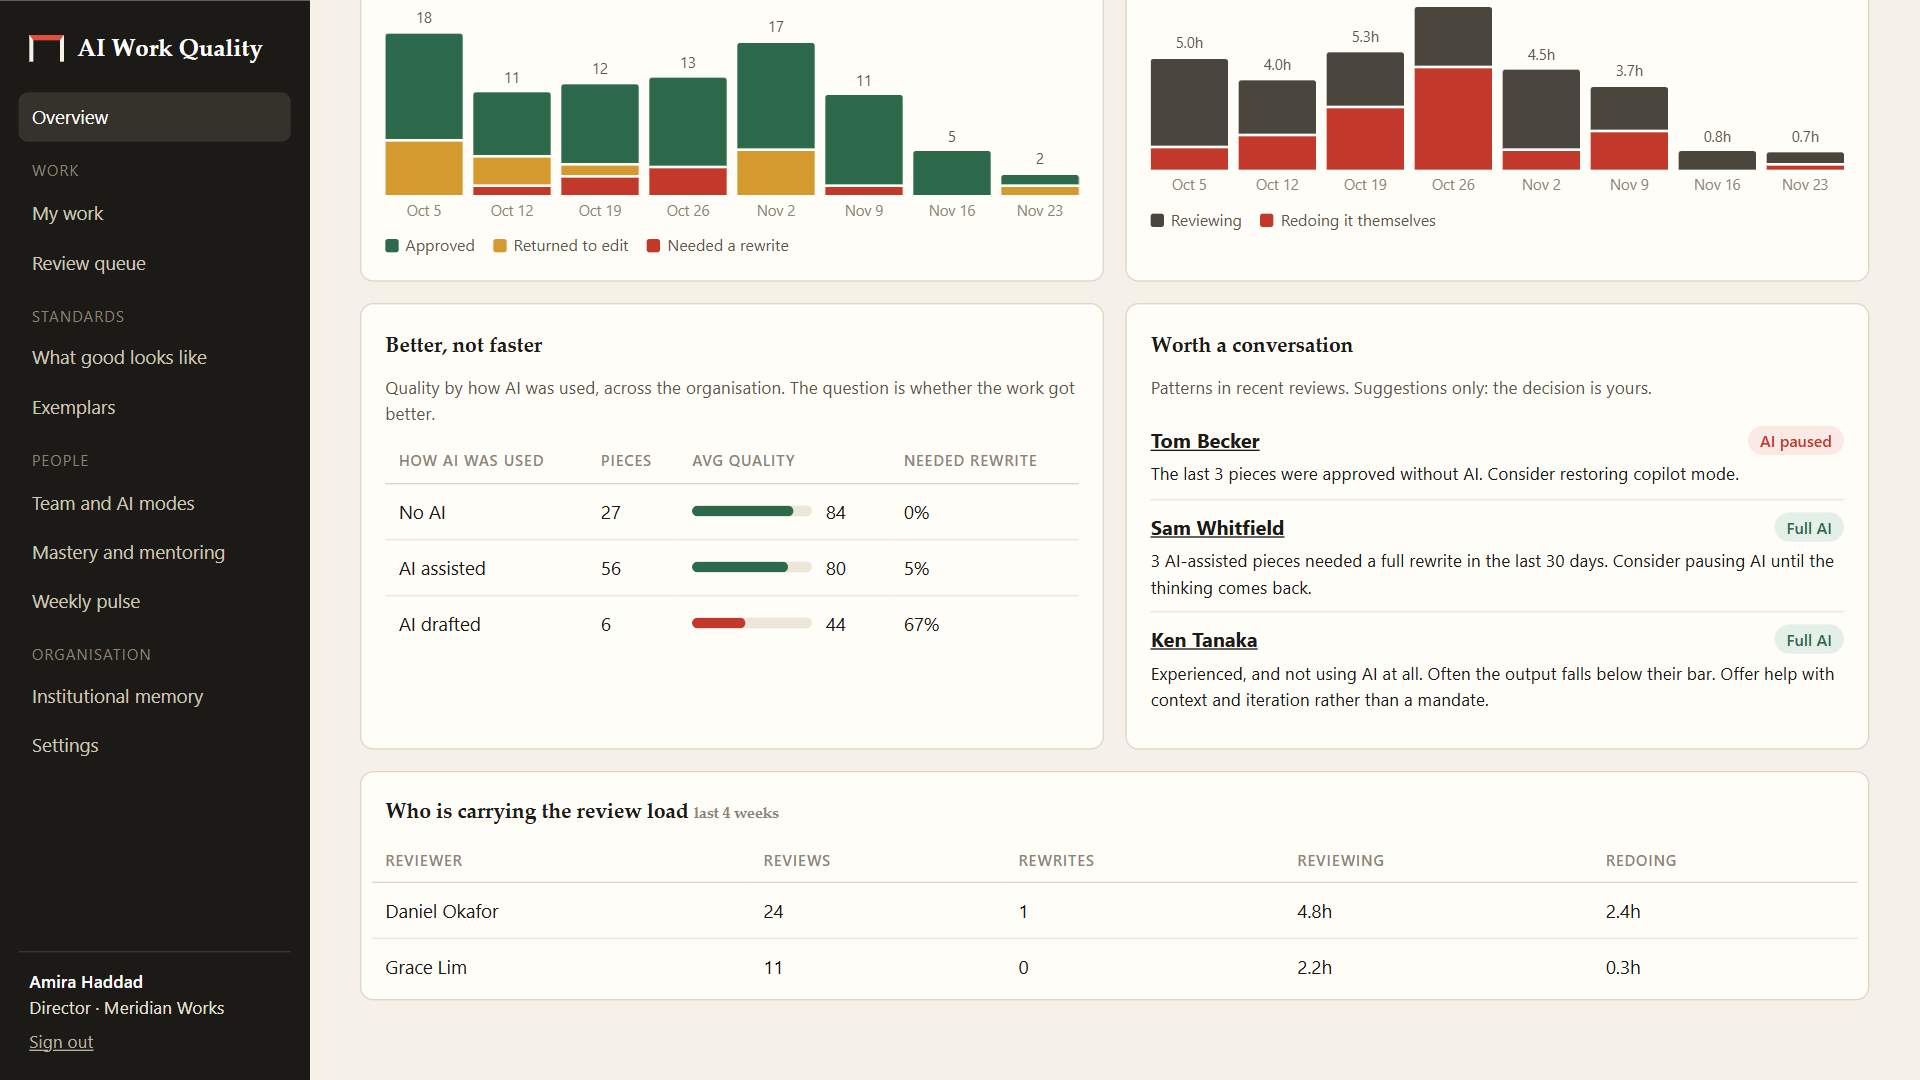 AI Work Quality
Overview
WORK
My work
Review queue
STANDARDS
What good looks like
Exemplars
PEOPLE
Team and AI modes
Mastery and mentoring
Weekly pulse
ORGANISATION
Institutional memory
Settings
Amira Haddad
Director · Meridian Works
Sign out
18
11
12
13
17
11
5
2
Oct 5
Oct 12
Oct 19
Oct 26
Nov 2
Nov 9
Nov 16
Nov 23
Approved
Returned to edit
Needed a rewrite
5.0h
4.0h
5.3h
4.5h
3.7h
0.8h
0.7h
Oct 5
Oct 12
Oct 19
Oct 26
Nov 2
Nov 9
Nov 16
Nov 23
Reviewing
Redoing it themselves
Better, not faster
Quality by how AI was used, across the organisation. The question is whether the work got
better.
HOW AI WAS USED PIECES AVG QUALITY NEEDED REWRITE
No AI 27 84 0%
AI assisted 56 80 5%
AI drafted 6 44 67%
Worth a conversation
Patterns in recent reviews. Suggestions only: the decision is yours.
Tom Becker AI paused
The last 3 pieces were approved without AI. Consider restoring copilot mode.
Sam Whitfield Full AI
3 AI-assisted pieces needed a full rewrite in the last 30 days. Consider pausing AI until the
thinking comes back.
Ken Tanaka Full AI
Experienced, and not using AI at all. Often the output falls below their bar. Offer help with
context and iteration rather than a mandate.
Who is carrying the review load last 4 weeks
REVIEWER REVIEWS REWRITES REVIEWING REDOING
Daniel Okafor 24 1 4.8h 2.4h
Grace Lim 11 0 2.2h 0.3h